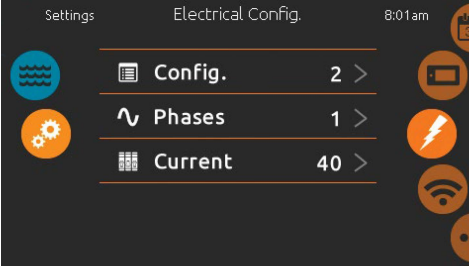 Settings Electrical Config. 8:01am
Config. 2 >
Phases 1 >
Current 40 >